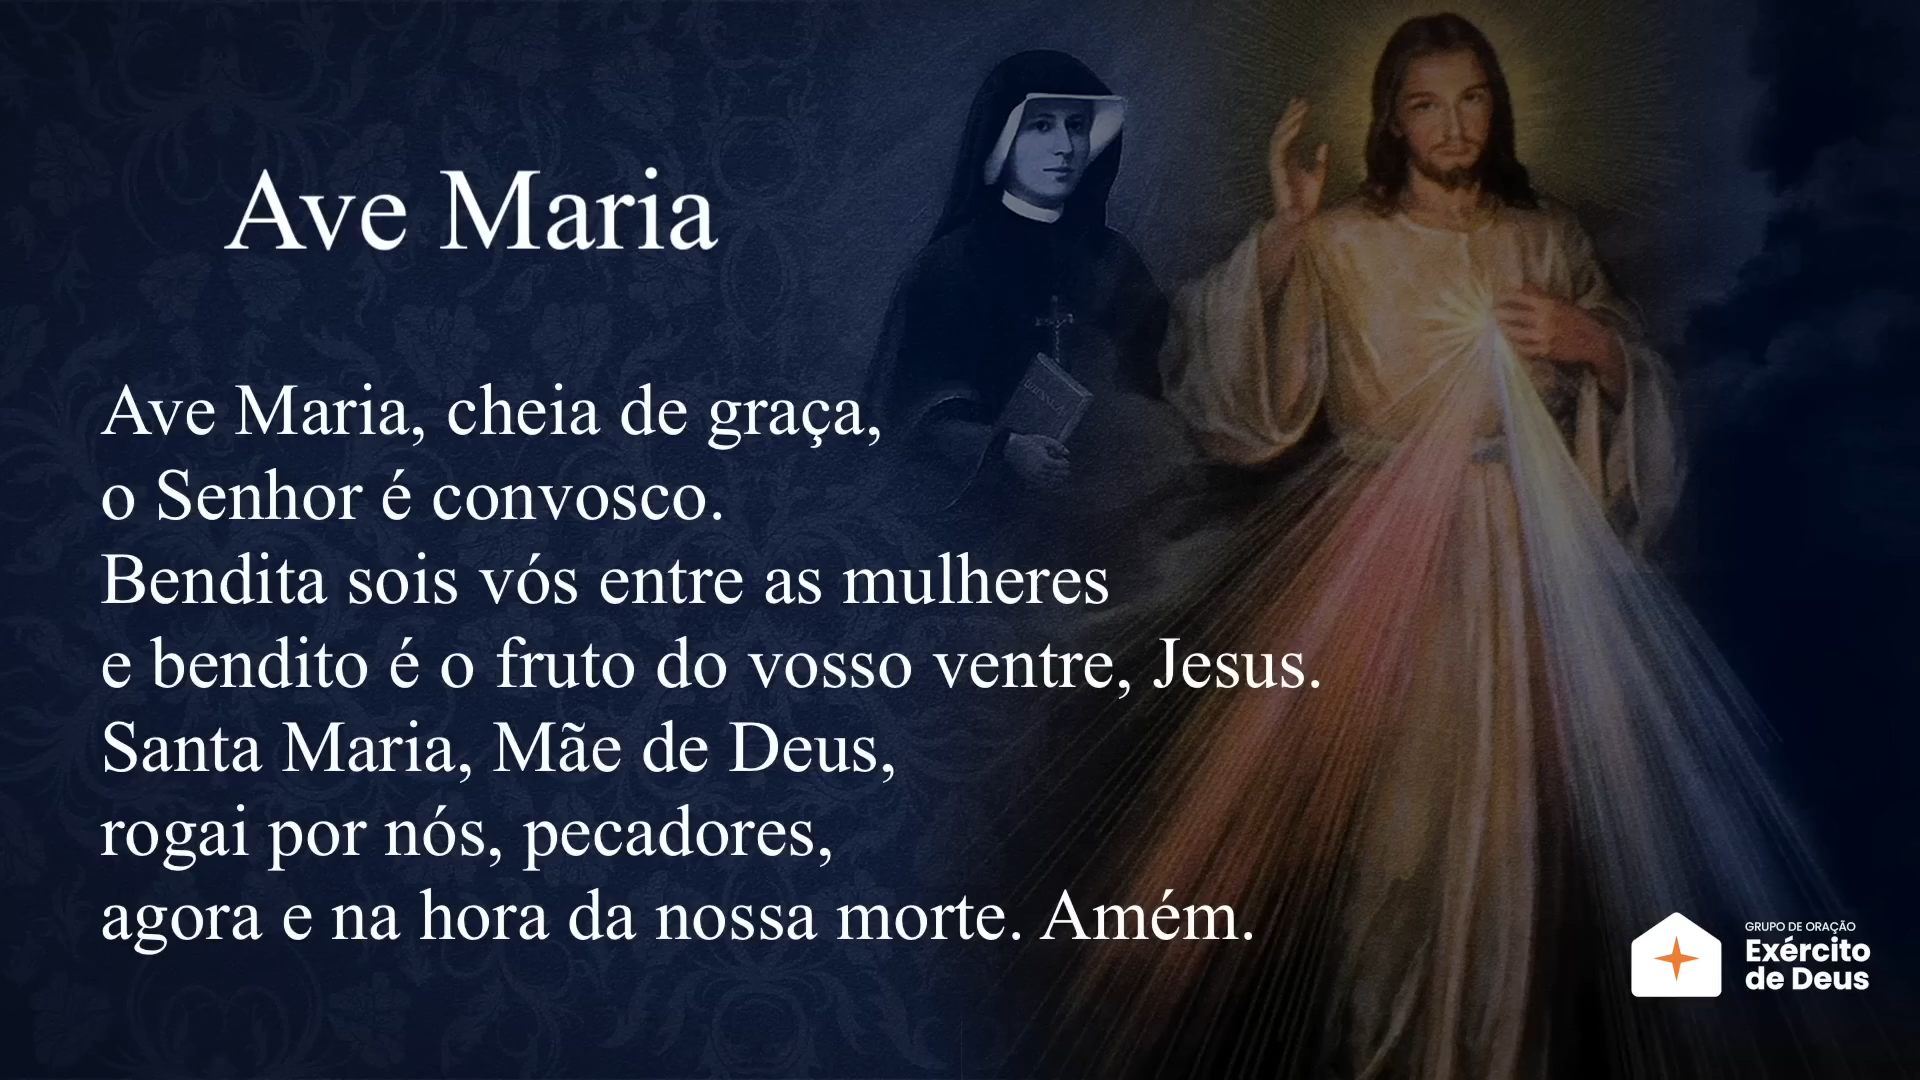 Ave Maria
Ave Maria, cheia de graça,
o Senhor é convosco.
Bendita sois vós entre as mulheres
e bendito é o fruto do vosso ventre, Jesus.
Santa Maria, Mãe de Deus,
rogai por nós, pecadores,
agora e na hora da nossa morte. Amém.
GRUPO DE ORAÇÃO
Exército
de Deus